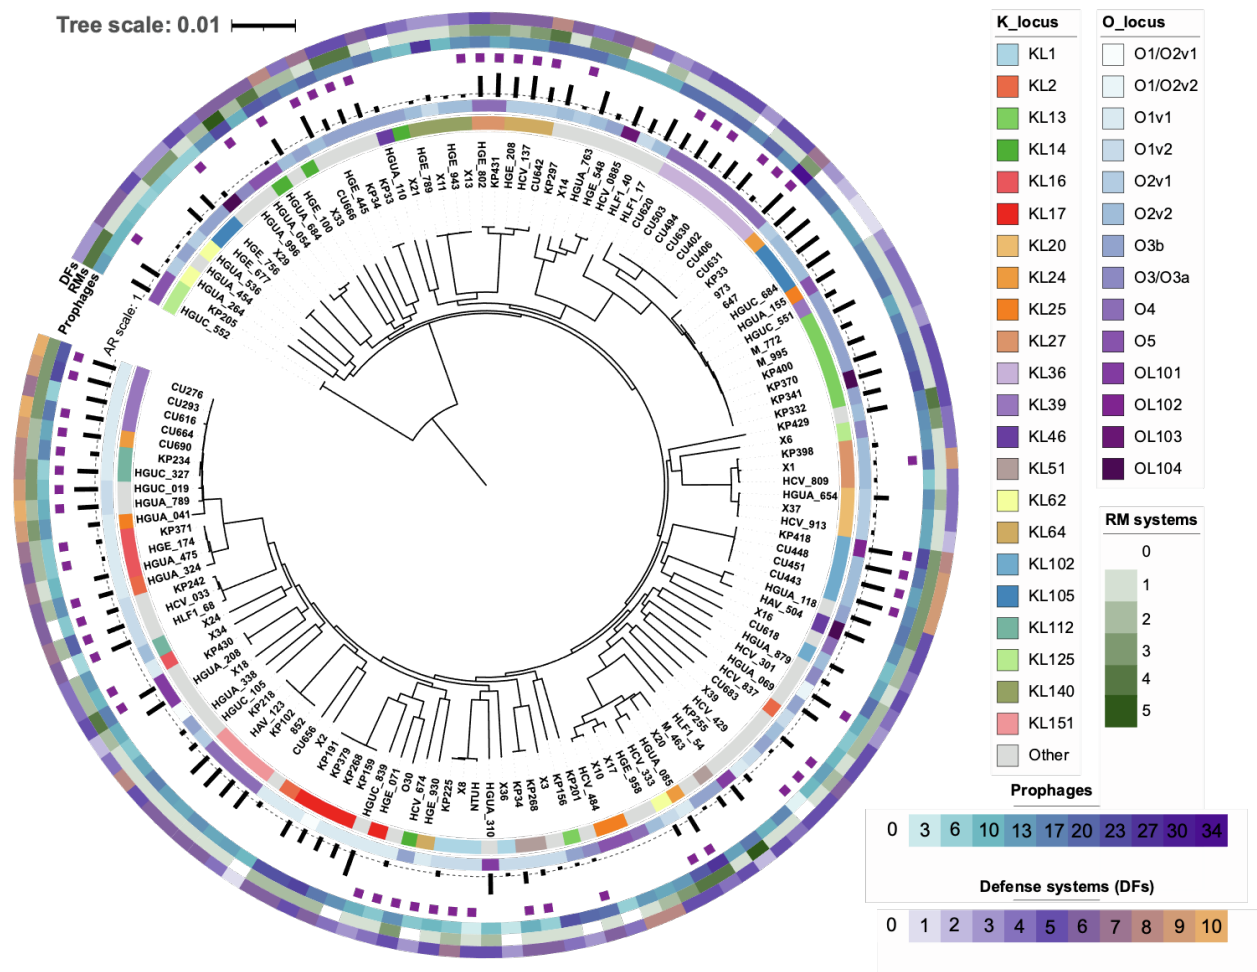 Tree scale: 0.01
DFs
RMs
Prophages
AR scale: 1
HGUA_110
HGE_789
X21
X11
HGE_943
X13
HGE_802
KP431
HGE_208
HCV_137
CU642
KP297
X14
HGUA_763
HGE_548
HCV_0885
HLF1_40
HLF1_17
CU620
CU503
CU494
CU630
CU402
CU406
CU631
KP33
973
647
HGUC_684
HGUA_155
HGUC_551
M_772
M_995
KP400
KP370
KP341
KP332
KP429
X6
KP398
X1
HCV_809
HGUA_654
X37
HCV_913
KP418
CU448
CU451
CU443
HGUA_118
HAV_504
X16
CU618
HGUA_879
HCV_301
HGUA_069
HCV_837
CU683
X39
HCV_429
KP255
HLF1_54
M_463
X20
HGUA_085
HCV_333
HGE_958
X17
X10
HCV_484
KP201
KP156
X3
KP268
KP34
X36
HGUA_310
X8
KP225
HGE_930
HCV_674
O30
HGE_071
HGUC_839
KP159
KP268
KP379
KP191
X2
CU656
852
KP102
HAV_123
KP218
HGUC_105
HGUA_338
X18
HGUA_208
KP430
X34
X24
HLF1_68
HCV_033
KP242
HGUA_324
HGUA_475
HGE_174
KP371
HGUA_041
HGUA_789
HGUC_019
HGUC_327
KP234
CU690
CU664
CU616
CU293
CU276
HGUC_552
KP205
HGUA_264
HGUA_454
HGUA_536
HGE_677
HGE_756
X29
HGUA_996
HGUA_054
HGUA_664
HGE_100
X33
CU666
HGE_445
KP34
KP33
K_locus
KL1
KL2
KL13
KL14
KL16
KL17
KL20
KL24
KL25
KL27
KL36
KL39
KL46
KL51
KL62
KL64
KL102
KL105
KL112
KL125
KL140
KL151
Other
O_locus
O1/O2v1
O1/O2v2
O1v1
O1v2
O2v1
O2v2
O3b
O3/O3a
O4
O5
OL101
OL102
OL103
OL104
RM systems
0
1
2
3
4
5
Prophages
0 3 6 10 13 17 20 23 27 30 34
Defense systems (DFs)
0 1 2 3 4 5 6 7 8 9 10